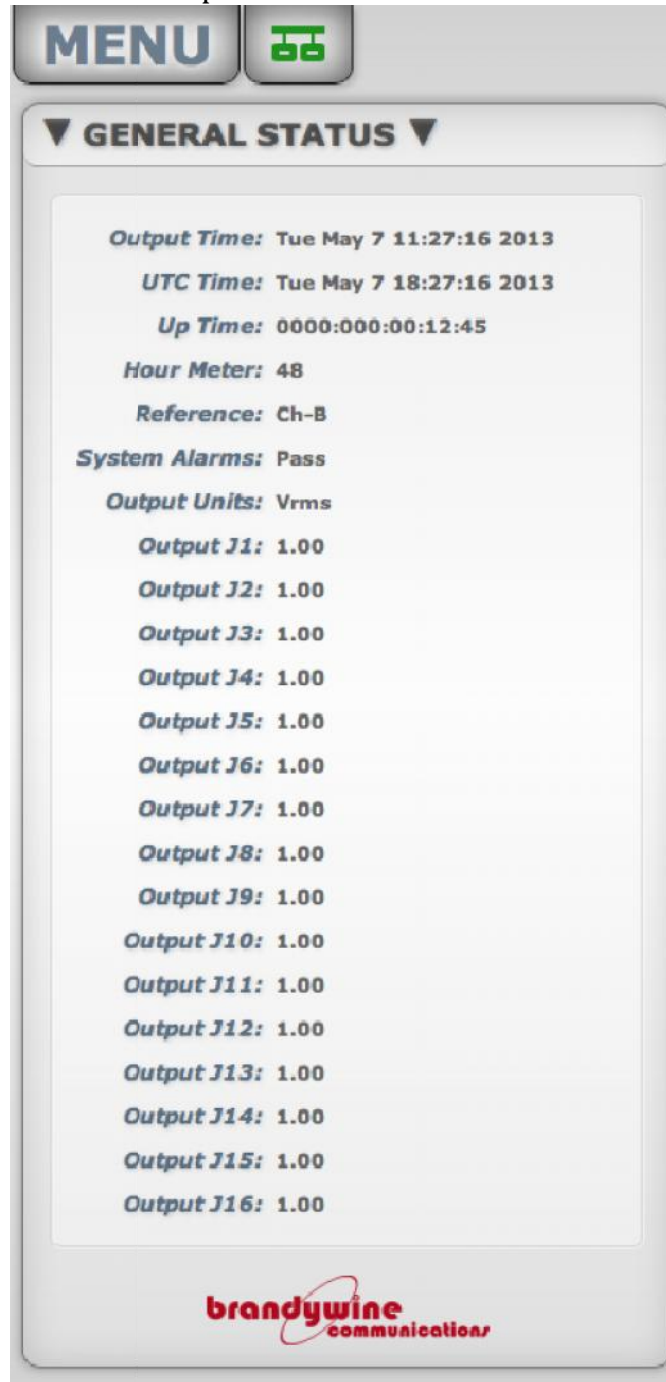 MENU
▼ GENERAL STATUS ▼
Output Time: Tue May 7 11:27:16 2013
UTC Time: Tue May 7 18:27:16 2013
Up Time: 0000:000:00:12:45
Hour Meter: 48
Reference: Ch-B
System Alarms: Pass
Output Units: Vrms
Output J1: 1.00
Output J2: 1.00
Output J3: 1.00
Output J4: 1.00
Output J5: 1.00
Output J6: 1.00
Output J7: 1.00
Output J8: 1.00
Output J9: 1.00
Output J10: 1.00
Output J11: 1.00
Output J12: 1.00
Output J13: 1.00
Output J14: 1.00
Output J15: 1.00
Output J16: 1.00
brandywine
communications